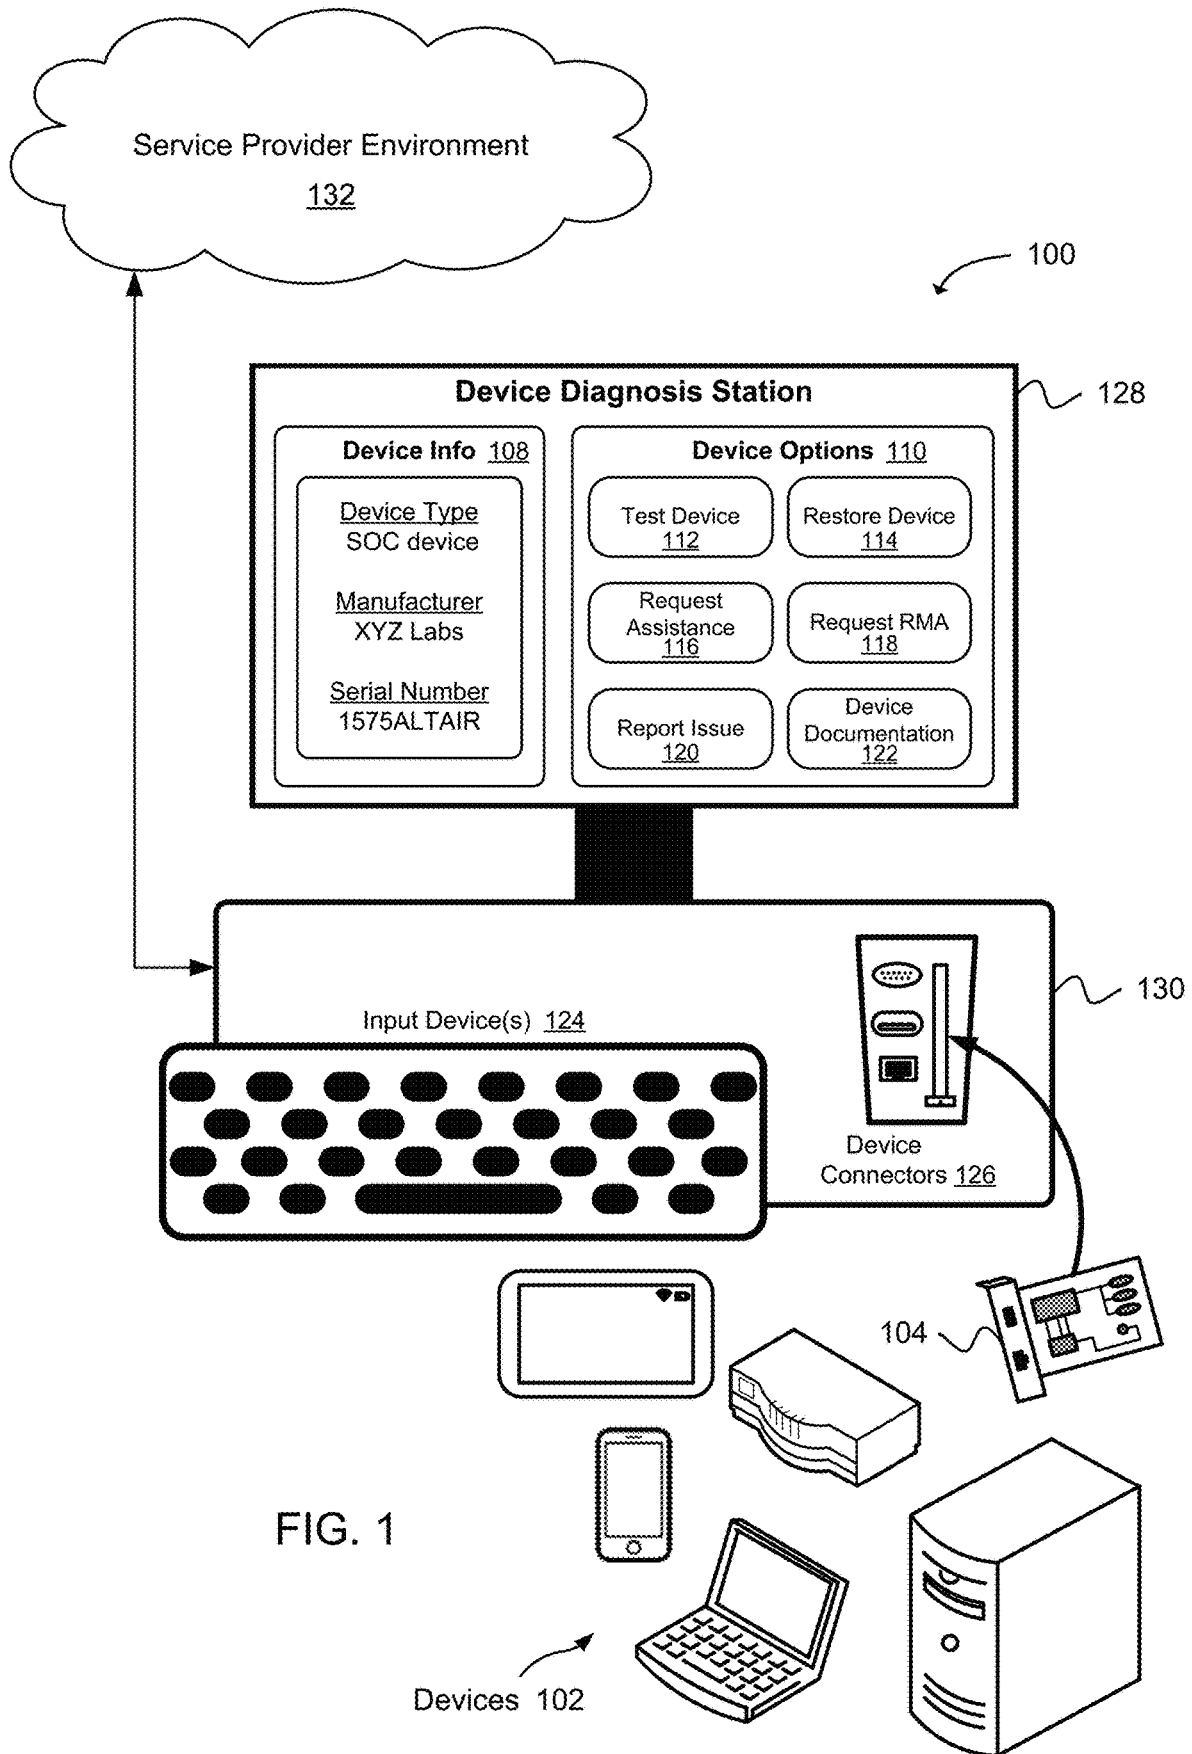 Service Provider Environment
132
100
Device Diagnosis Station
128
Device Info 108
Device Type
SOC device
Manufacturer
XYZ Labs
Serial Number
1575ALTAIR
Device Options 110
Test Device
112
Restore Device
114
Request
Assistance
116
Request RMA
118
Report Issue
120
Device
Documentation
122
130
Input Device(s) 124
Device
Connectors 126
104
FIG. 1
Devices 102